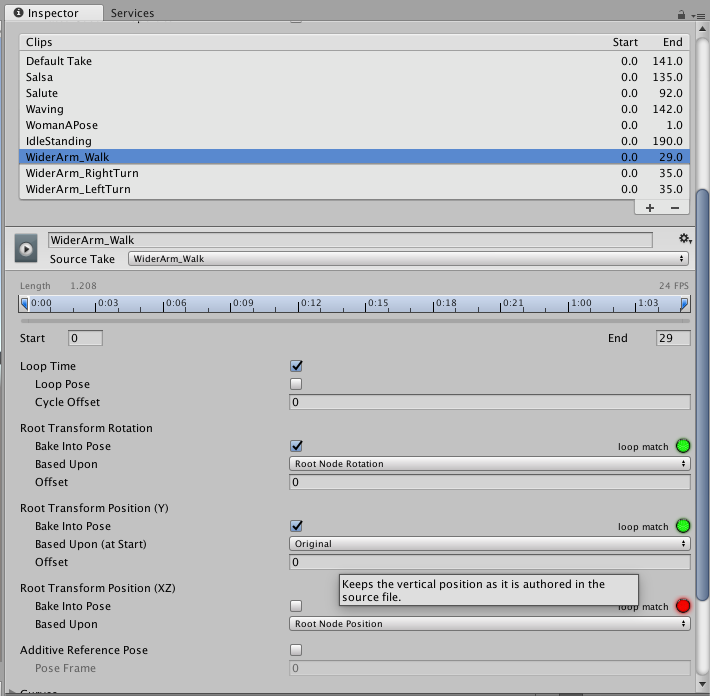 Inspector Services
Clips Start End
Default Take 0.0 141.0
Salsa 0.0 135.0
Salute 0.0 92.0
Waving 0.0 142.0
WomanAPose 0.0 1.0
IdleStanding 0.0 190.0
WiderArm_Walk 0.0 29.0
WiderArm_RightTurn 0.0 35.0
WiderArm_LeftTurn 0.0 35.0
+ −
WiderArm_Walk
Source Take WiderArm_Walk
Length 1.208 24 FPS
0:00 0:03 0:06 0:09 0:12 0:15 0:18 0:21 1:00 1:03
Start 0 End 29
Loop Time
Loop Pose
Cycle Offset 0
Root Transform Rotation
Bake Into Pose loop match
Based Upon Root Node Rotation
Offset 0
Root Transform Position (Y)
Bake Into Pose loop match
Based Upon (at Start) Original
Offset 0
Keeps the vertical position as it is authored in the
source file.
Root Transform Position (XZ)
Bake Into Pose loop match
Based Upon Root Node Position
Additive Reference Pose
Pose Frame 0
Curves